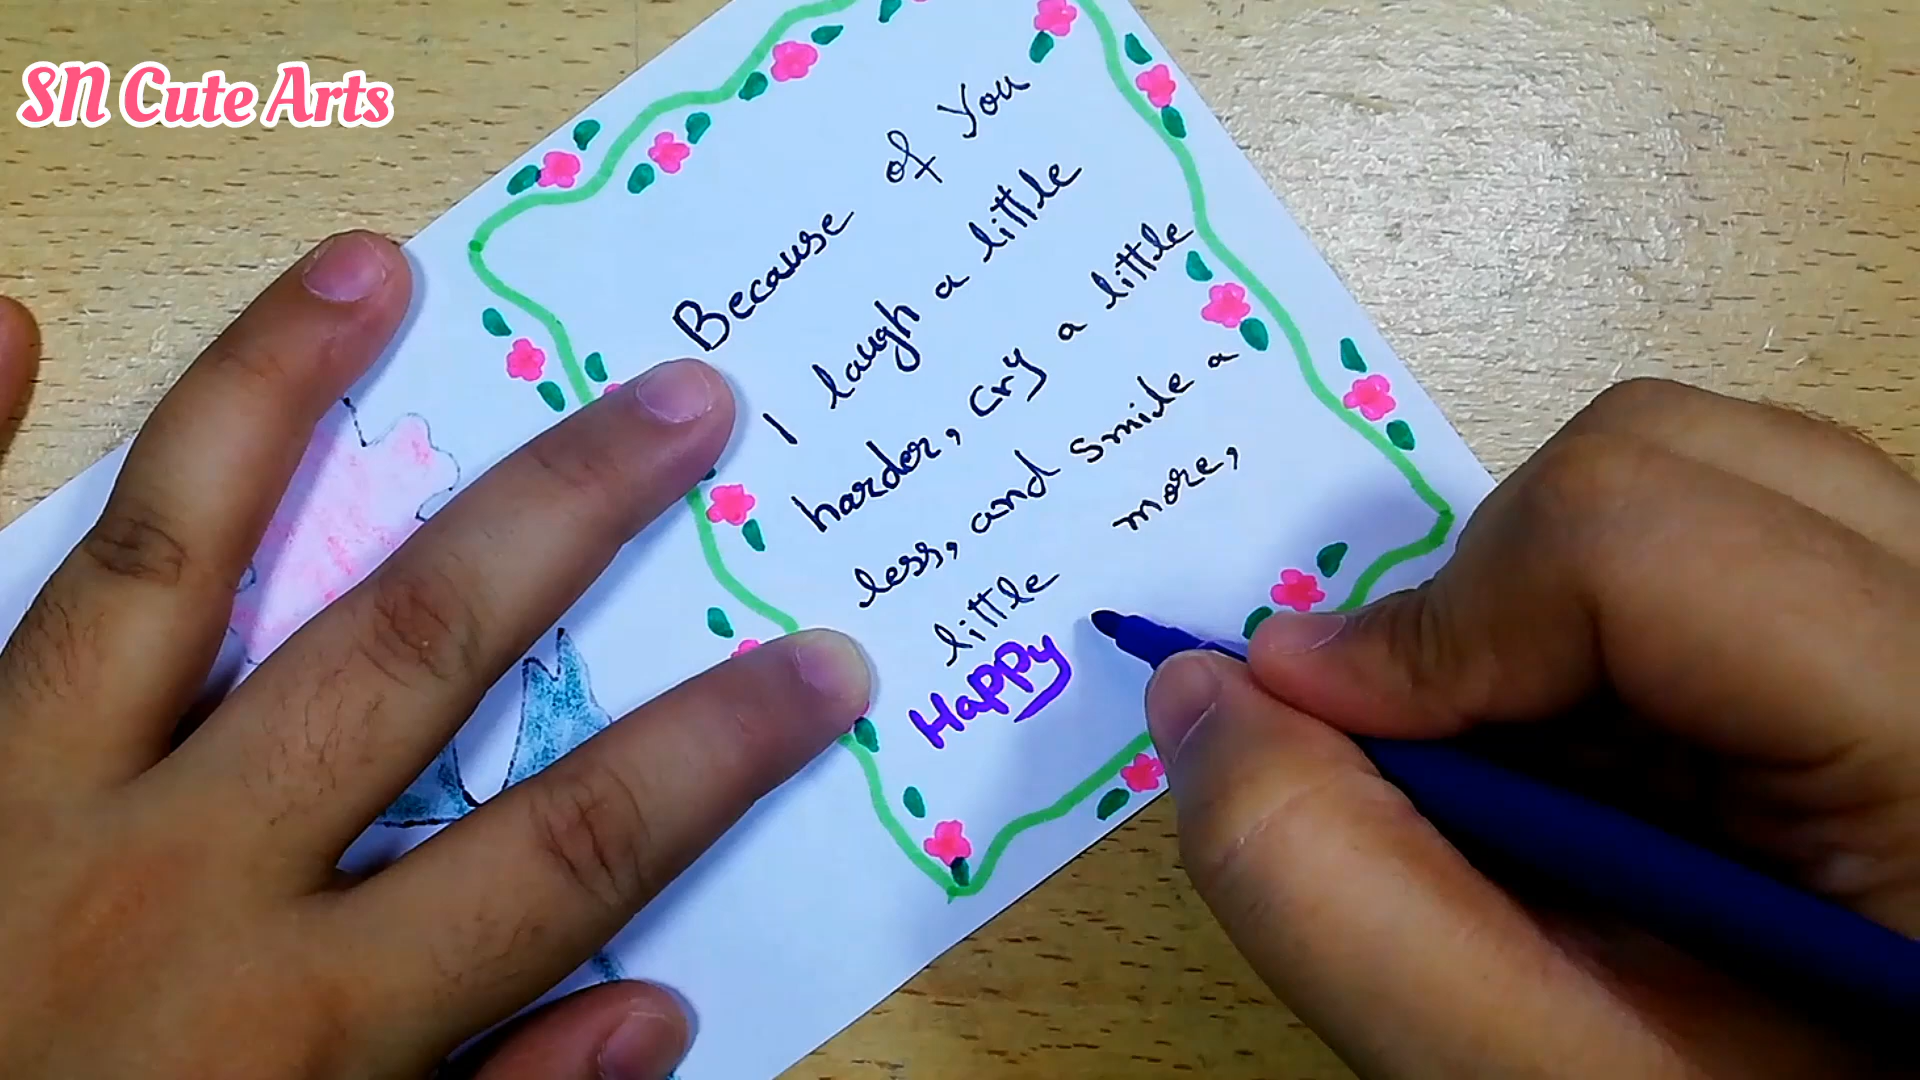 SN Cute Arts
Because of You
I laugh a little
harder, cry a little
less, and smile a
little more,
Happy